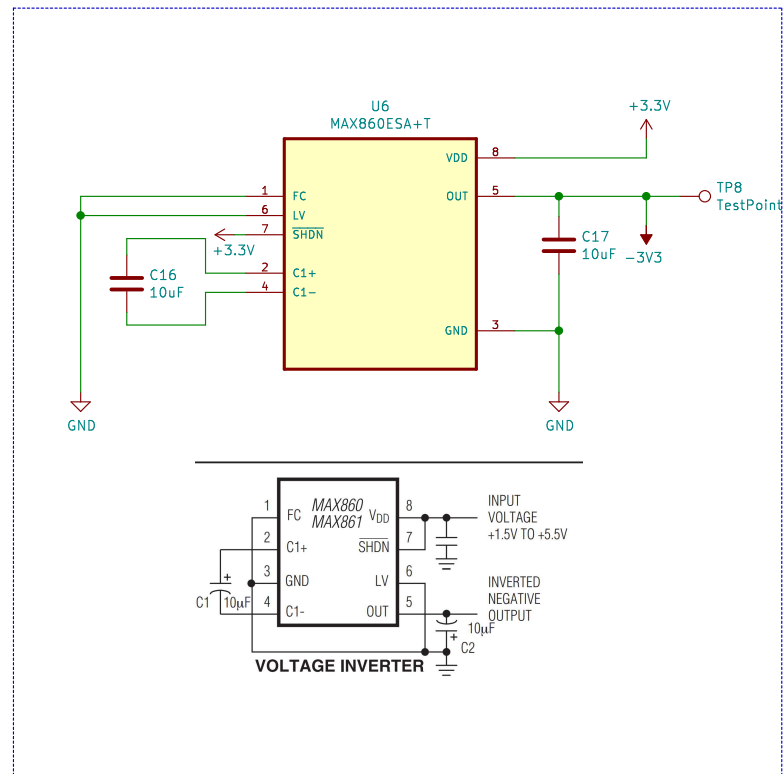 U6
MAX860ESA+T
+3.3V
VDD 8
1 FC
OUT 5
TP8
TestPoint
6 LV
7 SHDN
+3.3V
C17
10uF
-3V3
2 C1+
C16
10uF
4 C1-
GND 3
GND
GND
MAX860
MAX861
1 FC
VDD 8
INPUT
VOLTAGE
+1.5V TO +5.5V
2 C1+
SHDN 7
3 GND
LV 6
INVERTED
NEGATIVE
OUTPUT
C1 + 10µF
4 C1-
OUT 5
10µF
+
C2
VOLTAGE INVERTER